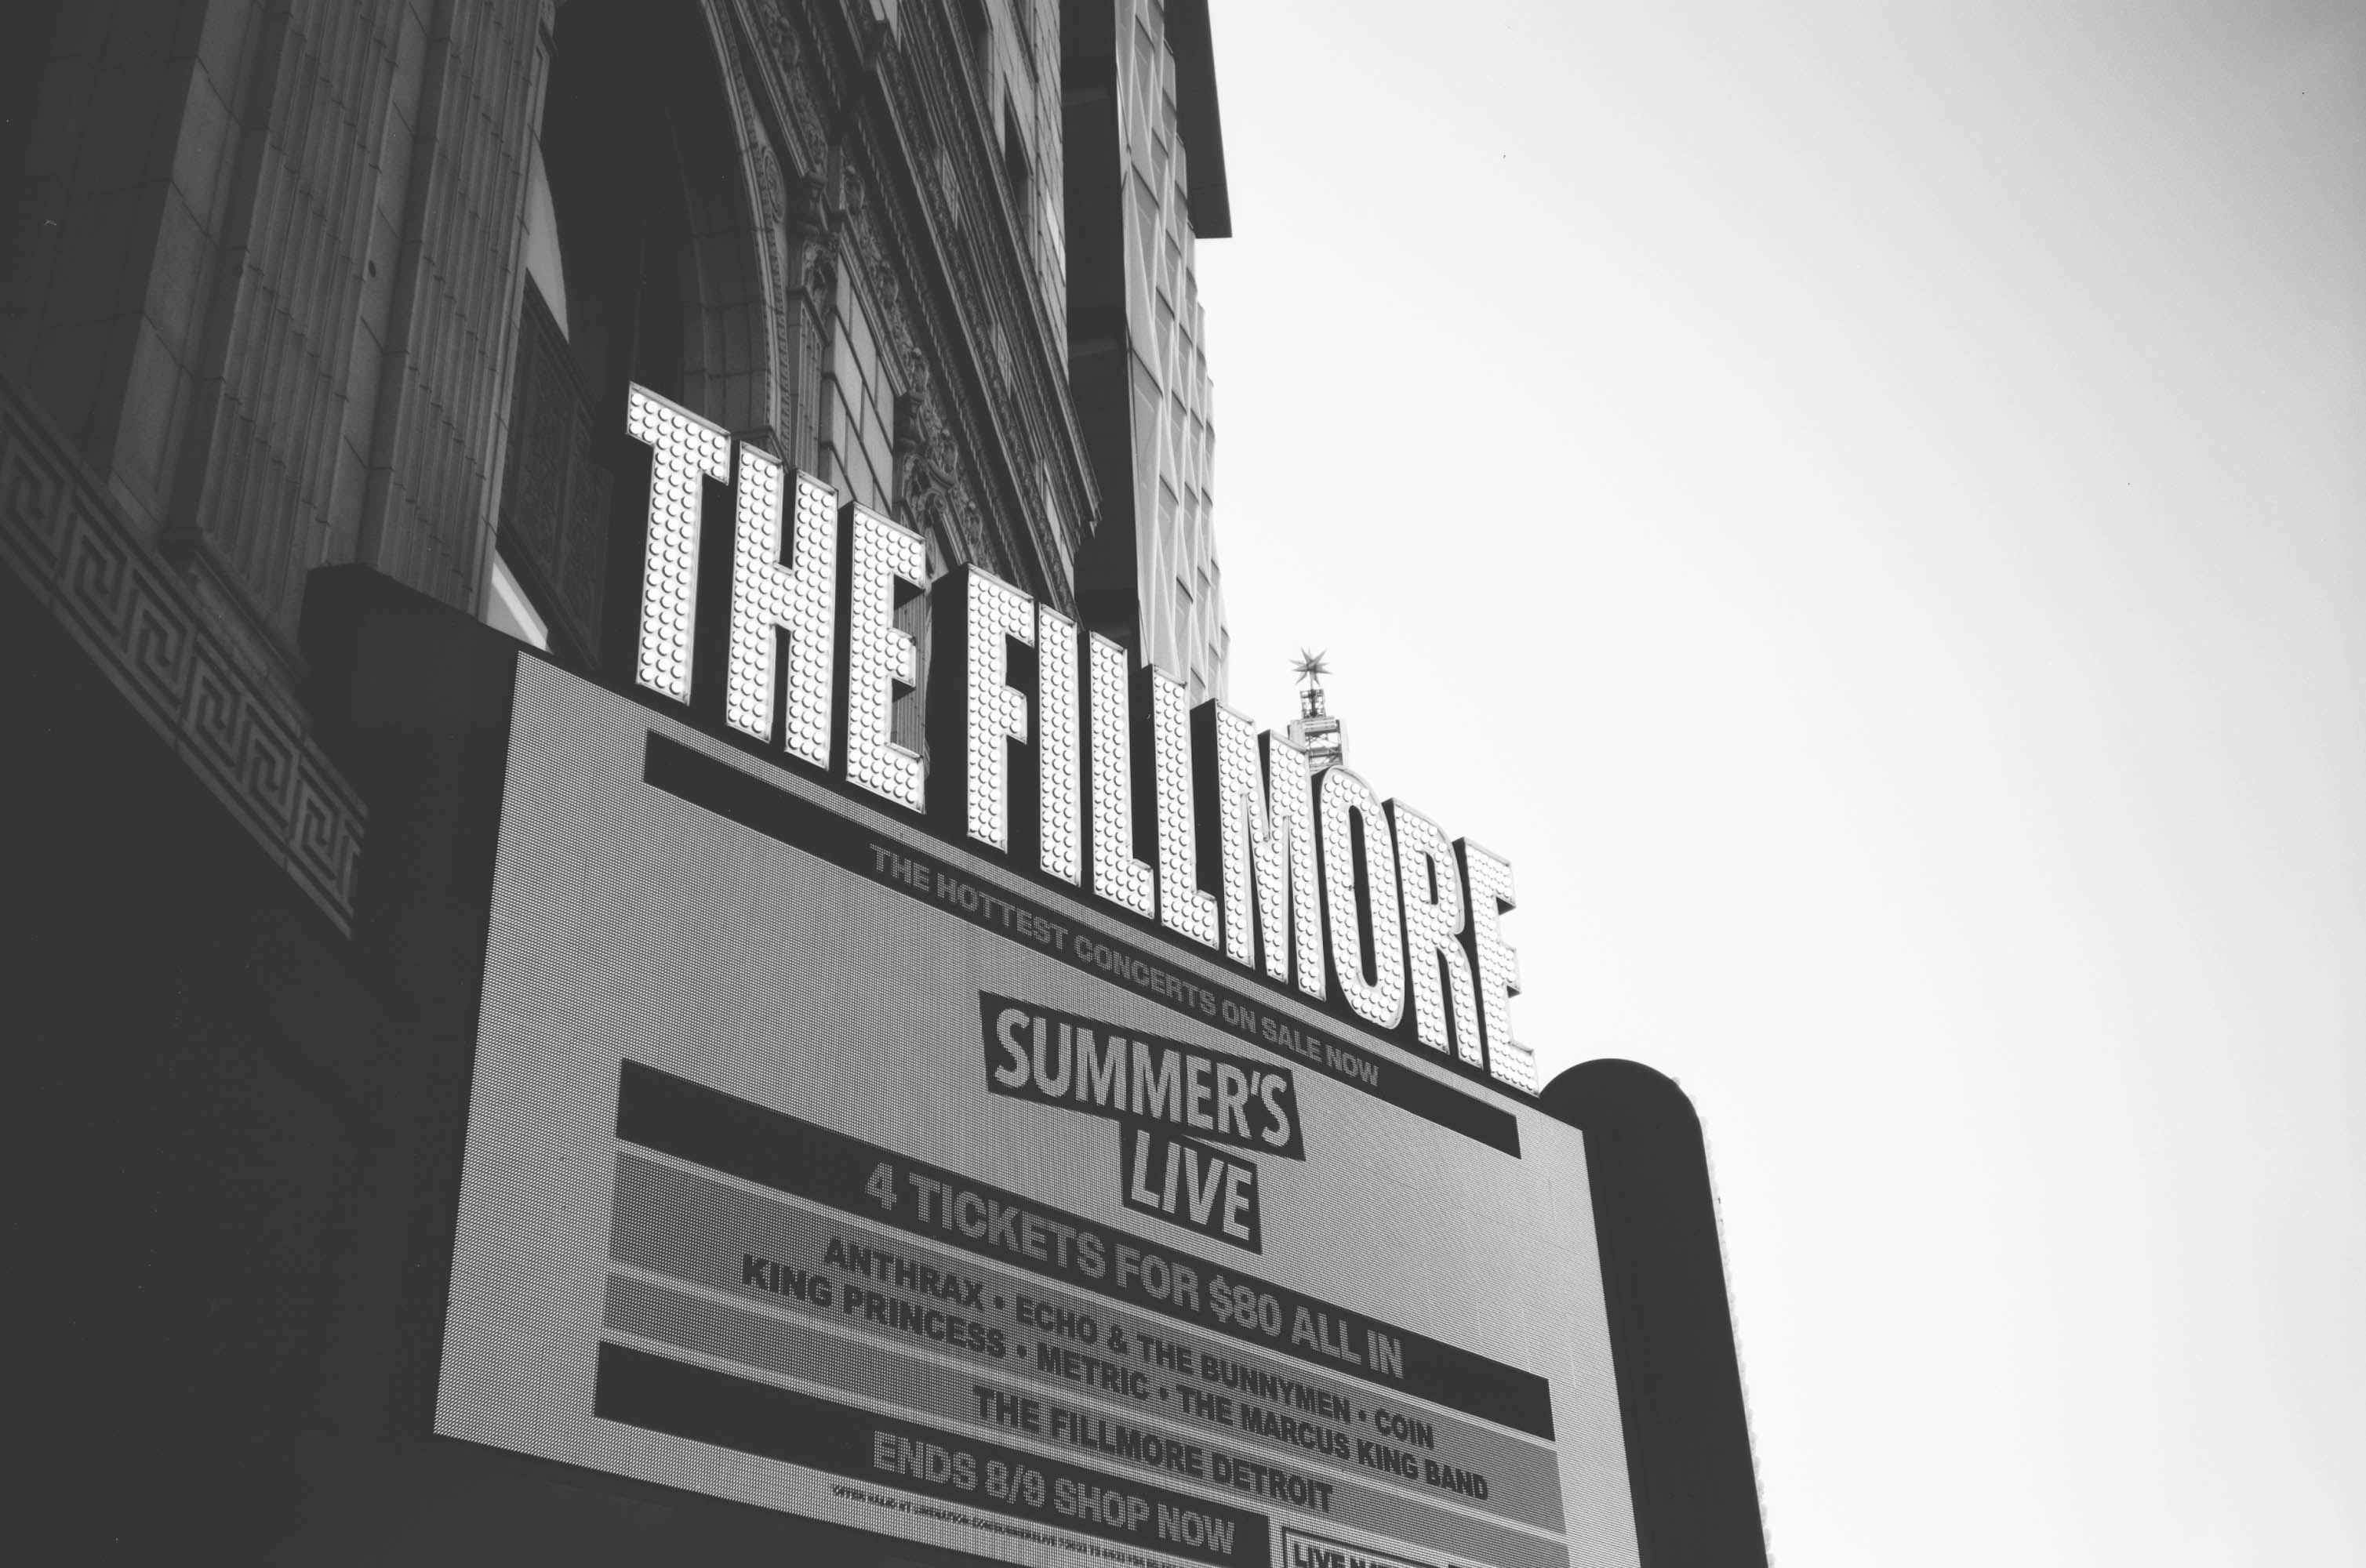 THE FILLMORE
THE HOTTEST CONCERTS ON SALE NOW
SUMMER'S
LIVE
4 TICKETS FOR $80 ALL IN
ANTHRAX • ECHO & THE BUNNYMEN • COIN
KING PRINCESS • METRIC • THE MARCUS KING BAND
THE FILLMORE DETROIT
ENDS 8/9 SHOP NOW
LIVE